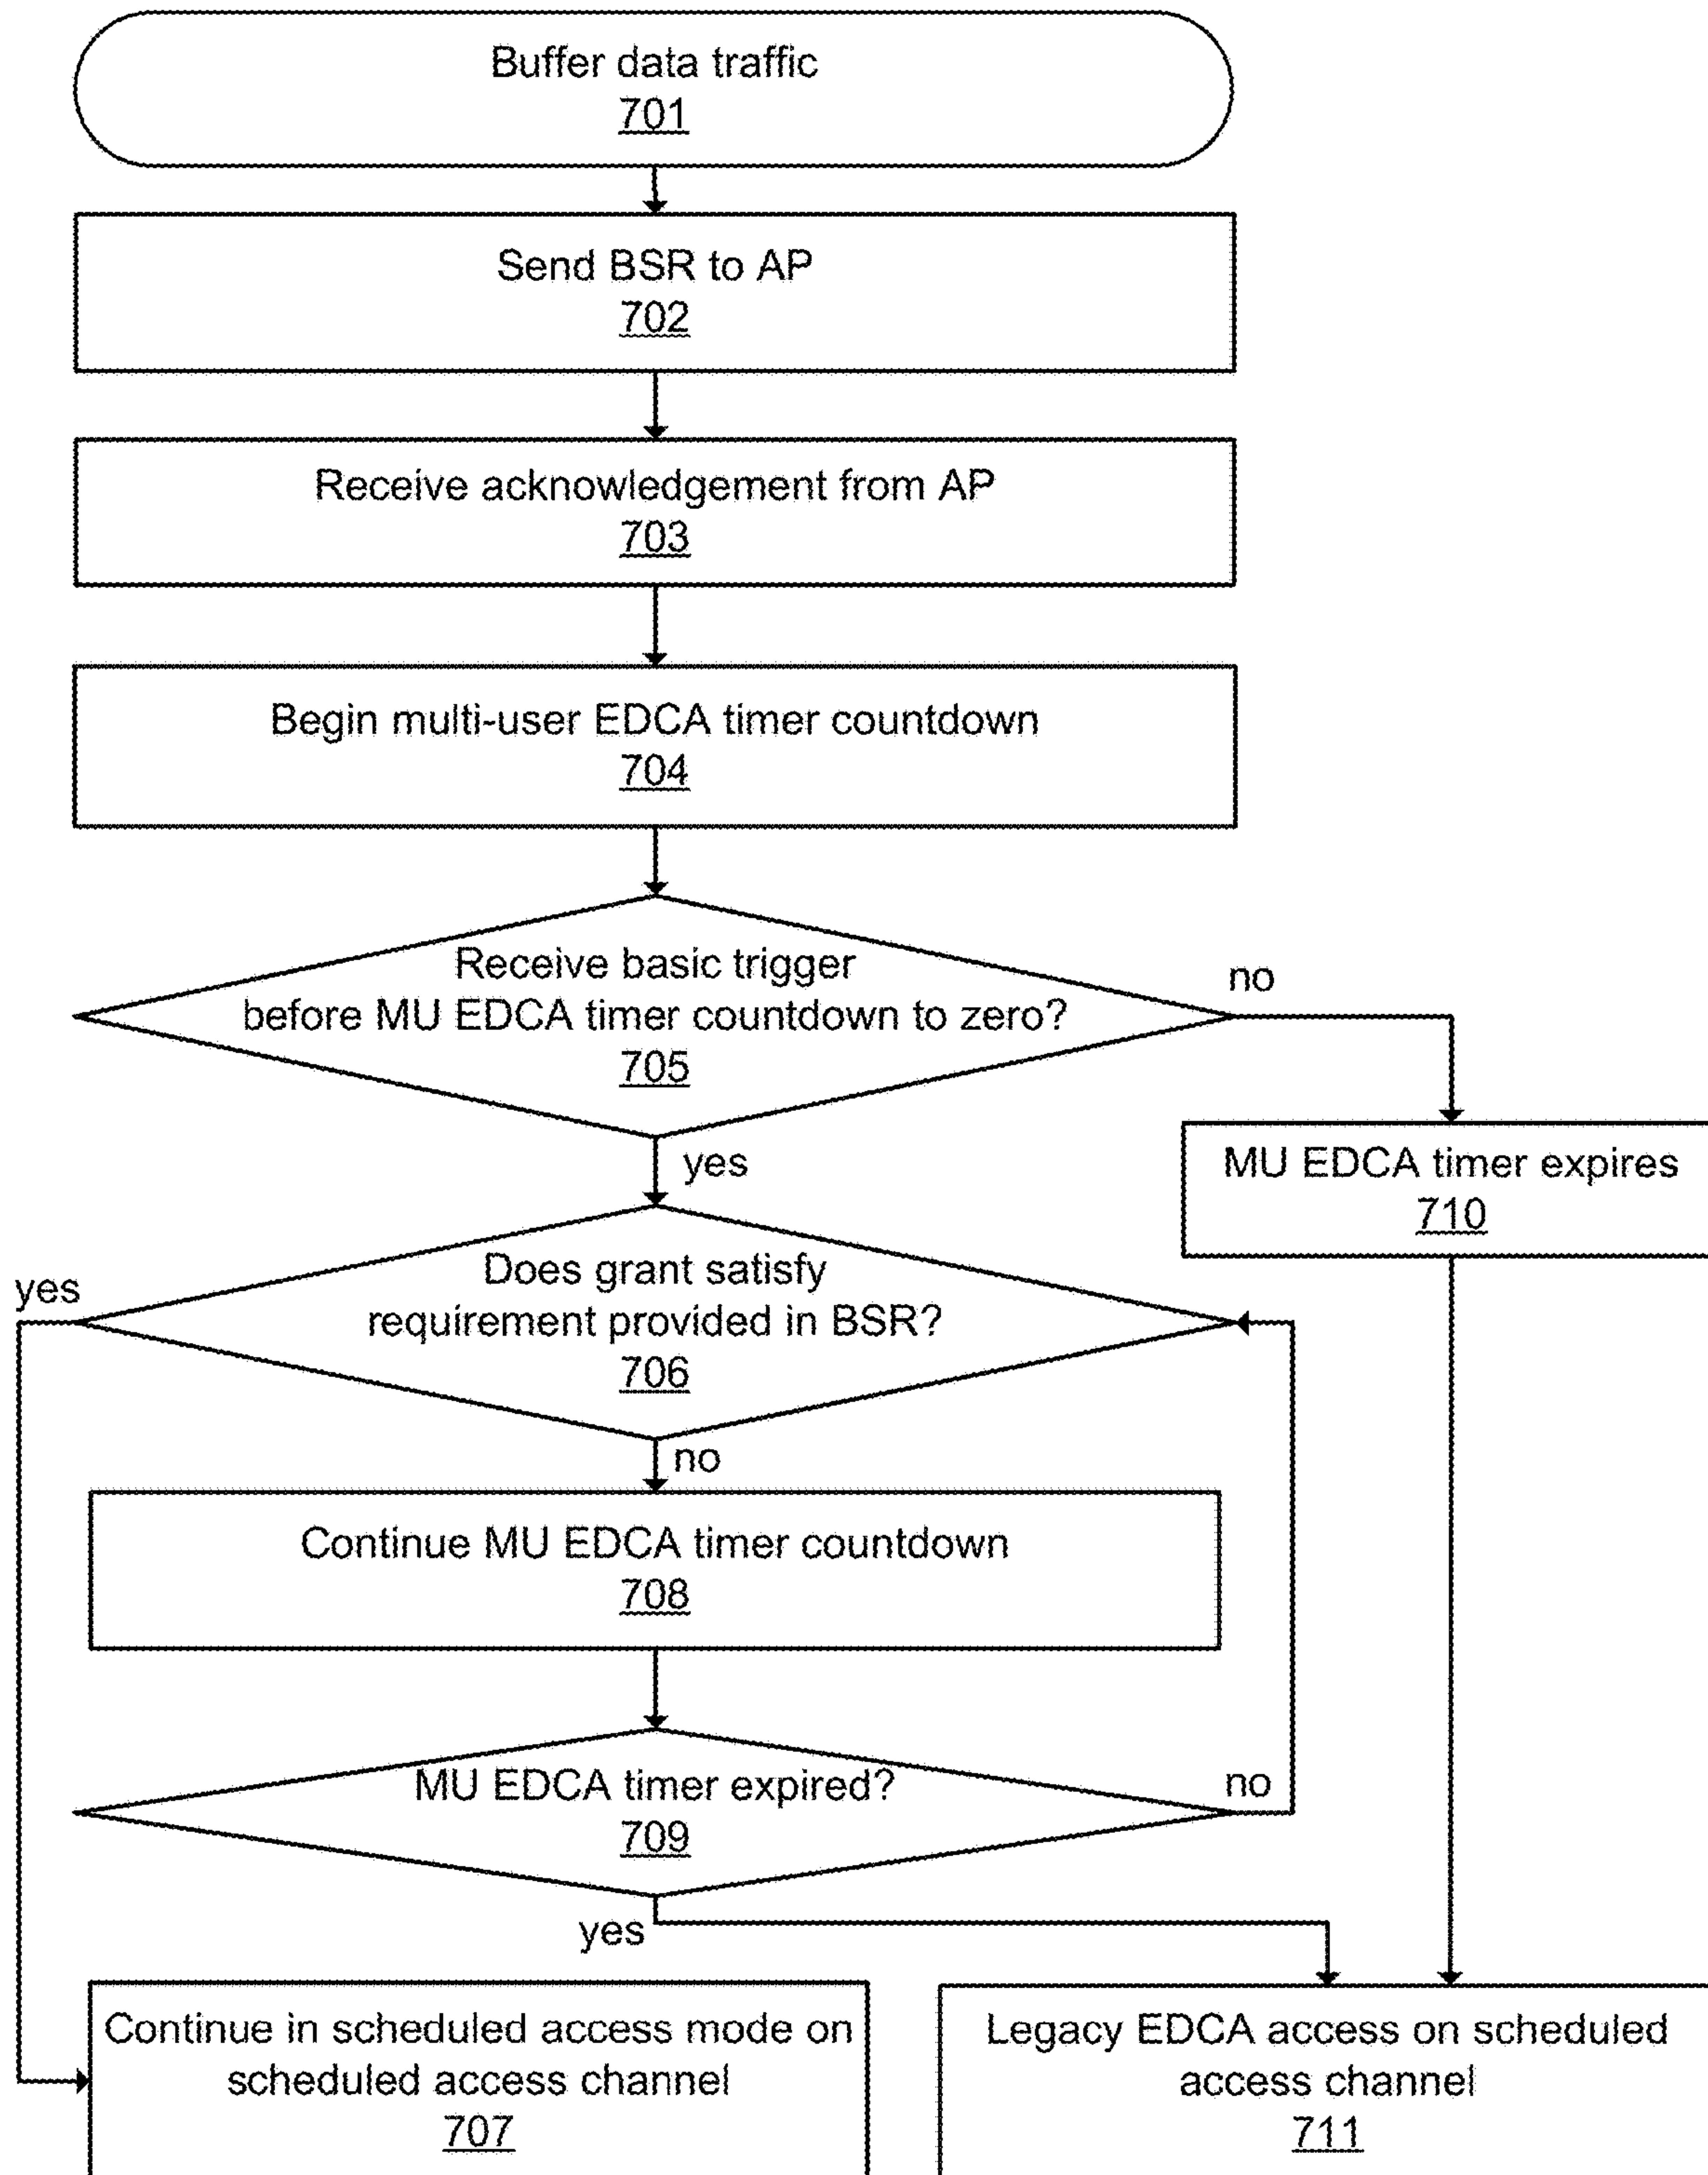 Buffer data traffic
701
Send BSR to AP
702
Receive acknowledgement from AP
703
Begin multi-user EDCA timer countdown
704
Receive basic trigger
before MU EDCA timer countdown to zero?
705
no
yes
MU EDCA timer expires
710
yes
Does grant satisfy
requirement provided in BSR?
706
no
Continue MU EDCA timer countdown
708
MU EDCA timer expired?
709
no
yes
Continue in scheduled access mode on
scheduled access channel
707
Legacy EDCA access on scheduled
access channel
711